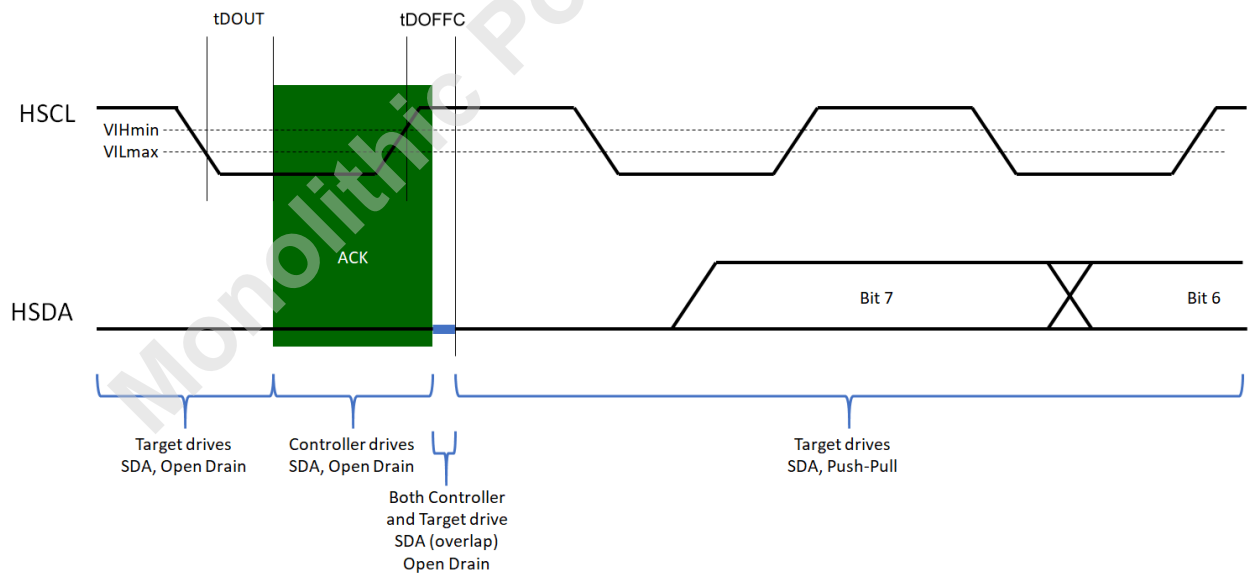 tDOUT
tDOFFC
HSCL
VIHmin
VILmax
ACK
HSDA
Bit 7
Bit 6
Target drives
SDA, Open Drain
Controller drives
SDA, Open Drain
Both Controller
and Target drive
SDA (overlap)
Open Drain
Target drives
SDA, Push-Pull
Monolithic Po